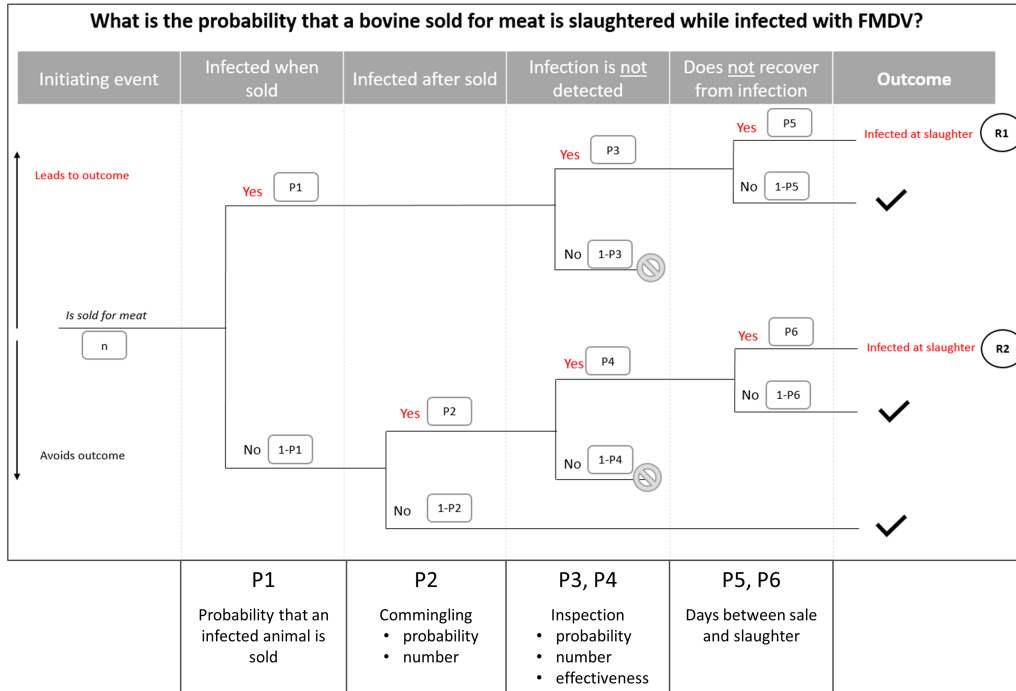 What is the probability that a bovine sold for meat is slaughtered while infected with FMDV?
Initiating event
Infected when
sold
Infected after sold
Infection is not
detected
Does not recover
from infection
Outcome
Leads to outcome
Yes
P1
Yes
P3
Yes
P5
Infected at slaughter
R1
No
1-P5
No
1-P3
Is sold for meat
n
Yes
P4
Yes
P6
Infected at slaughter
R2
No
1-P6
Yes
P2
Avoids outcome
No
1-P1
No
1-P4
No
1-P2
P1
Probability that an
infected animal is
sold
P2
Commingling
• probability
• number
P3, P4
Inspection
• probability
• number
• effectiveness
P5, P6
Days between sale
and slaughter